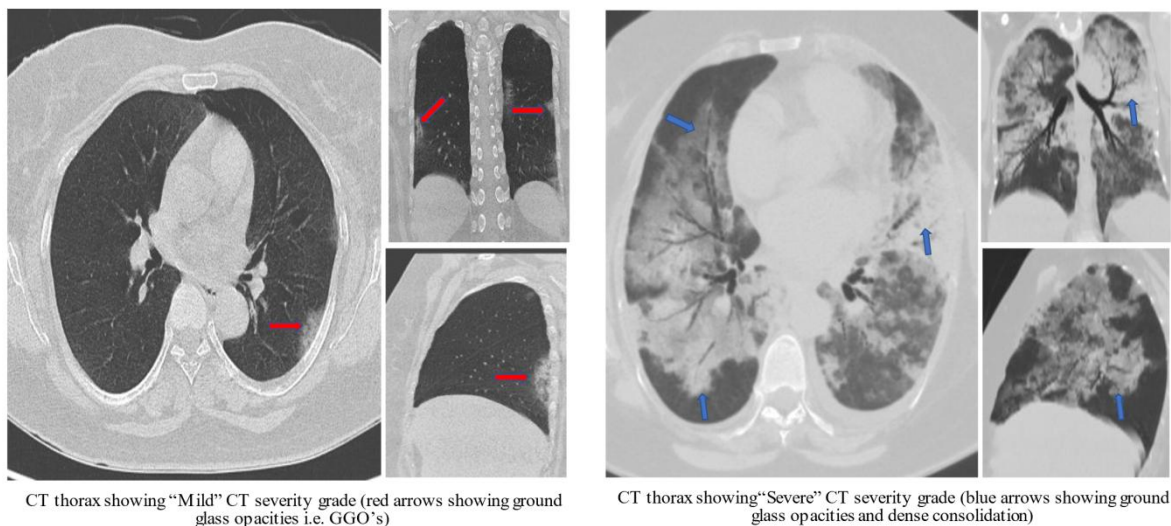 CT thorax showing “Mild” CT severity grade (red arrows showing ground
glass opacities i.e. GGO’s)
CT thorax showing“Severe” CT severity grade (blue arrows showing ground
glass opacities and dense consolidation)